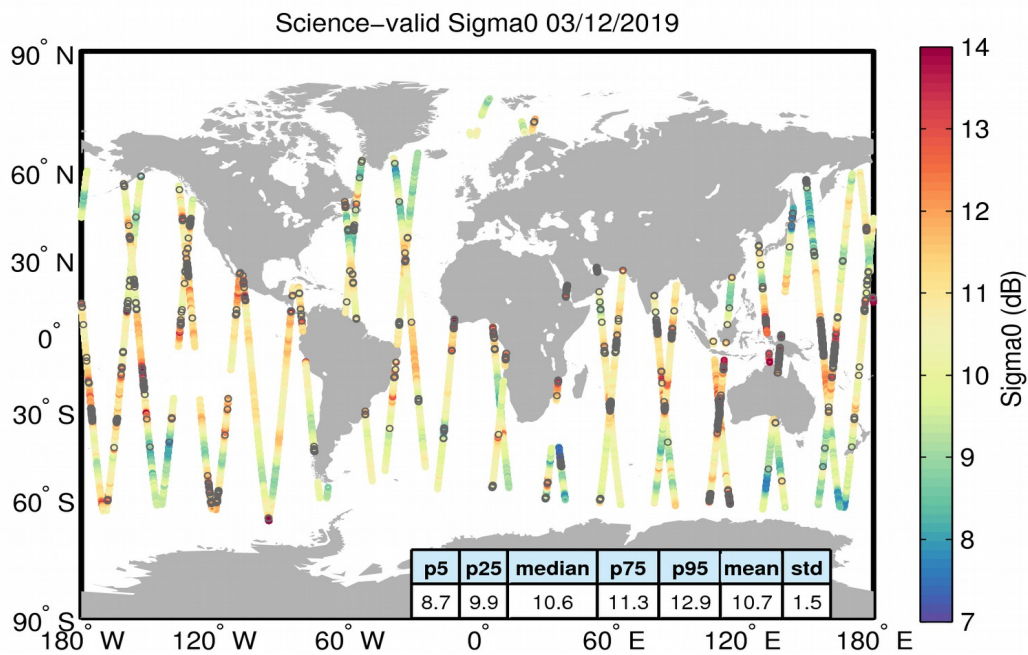 Science−valid Sigma0 03/12/2019
90° N
60° N
30° N
0°
30° S
60° S
90° S
180° W
120° W
60° W
0°
60° E
120° E
180° E
p5 p25 median p75 p95 mean std
8.7 9.9 10.6 11.3 12.9 10.7 1.5
14
13
12
11
10
9
8
7
Sigma0 (dB)